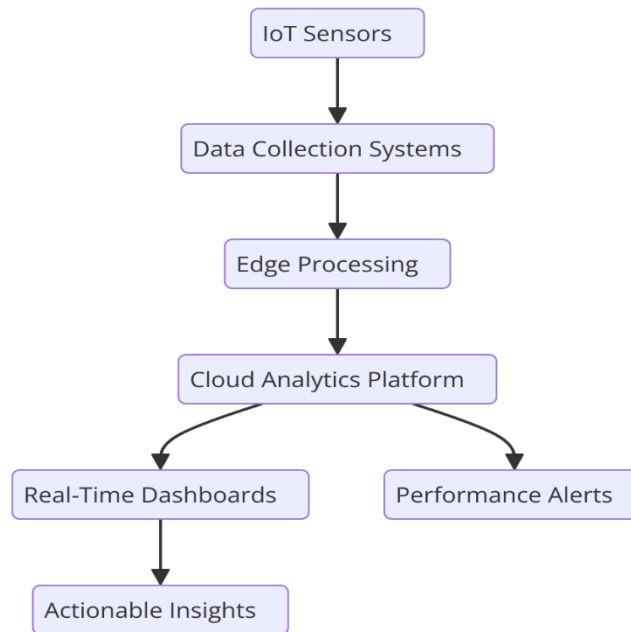 IoT Sensors
Data Collection Systems
Edge Processing
Cloud Analytics Platform
Real-Time Dashboards
Performance Alerts
Actionable Insights